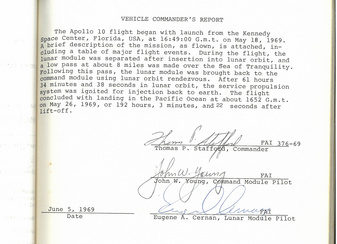 VEHICLE COMMANDER'S REPORT
The Apollo 10 flight began with launch from the Kennedy
Space Center, Florida, USA, at 16:49:00 G.m.t. on May 18, 1969.
A brief description of the mission, as flown, is attached, in-
cluding a table of major flight events. During the flight, the
lunar module was separated after insertion into lunar orbit, and
a low pass at about 8 miles was made over the Sea of Tranquility.
Following this pass, the lunar module was brought back to the
command module using lunar orbit rendezvous. After 61 hours
34 minutes and 38 seconds in lunar orbit, the service propulsion
system was ignited for injection back to earth. The flight
concluded with landing in the Pacific Ocean at about 1652 G.m.t.
on May 26, 1969, or 192 hours, 3 minutes, and 22 seconds after
lift-off.
Thomas P. Stafford FAI 376-69
Thomas P. Stafford, Commander
John W. Young FAI
John W. Young, Command Module Pilot
June 5, 1969 Eugene A. Cernan FAI
Date Eugene A. Cernan, Lunar Module Pilot